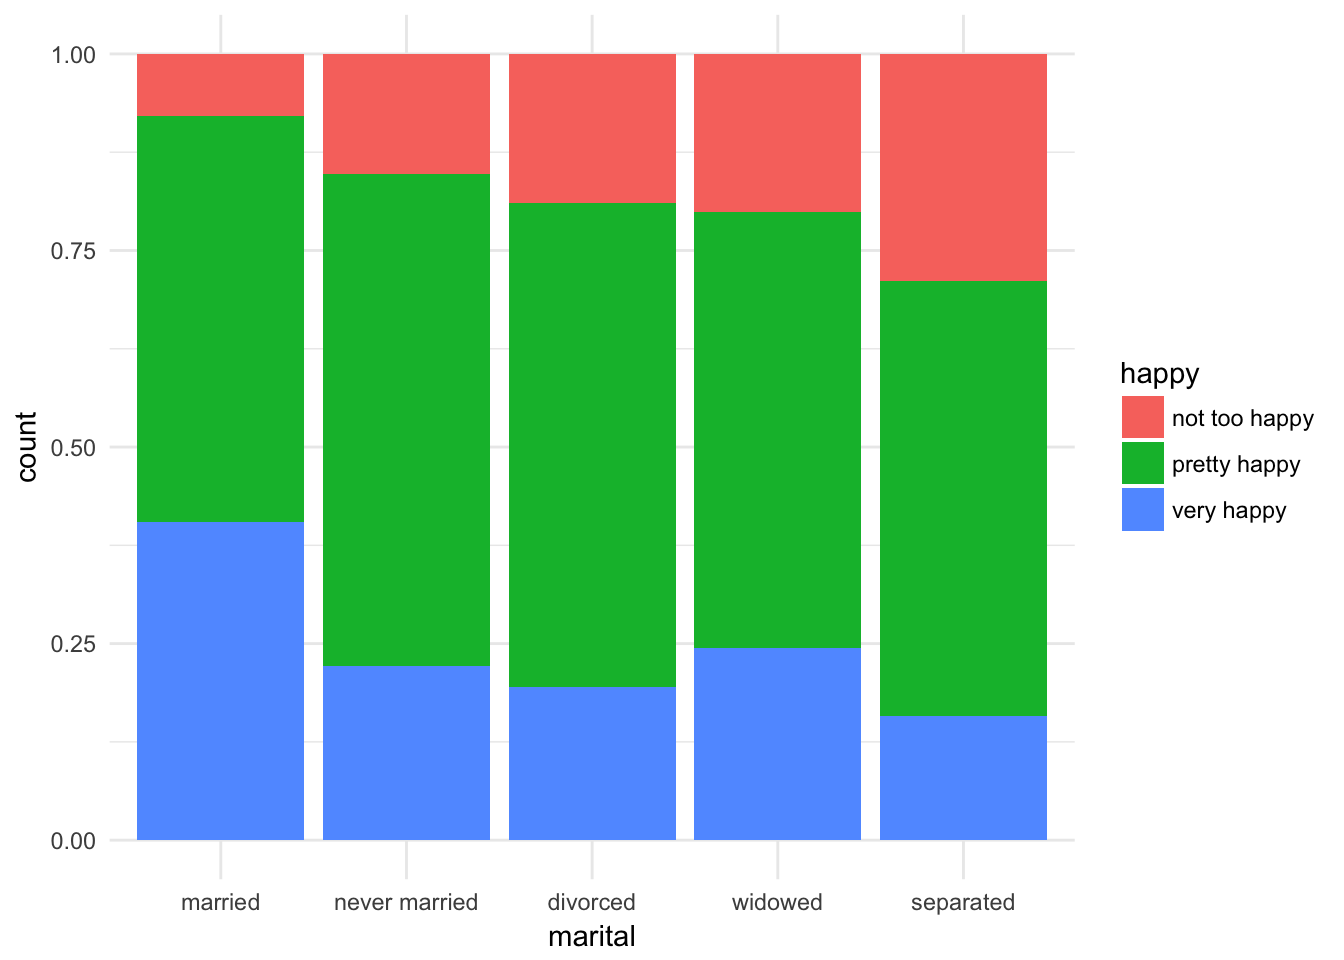 1.00
0.75
0.50
0.25
0.00
count
married
never married
divorced
widowed
separated
marital
happy
not too happy
pretty happy
very happy